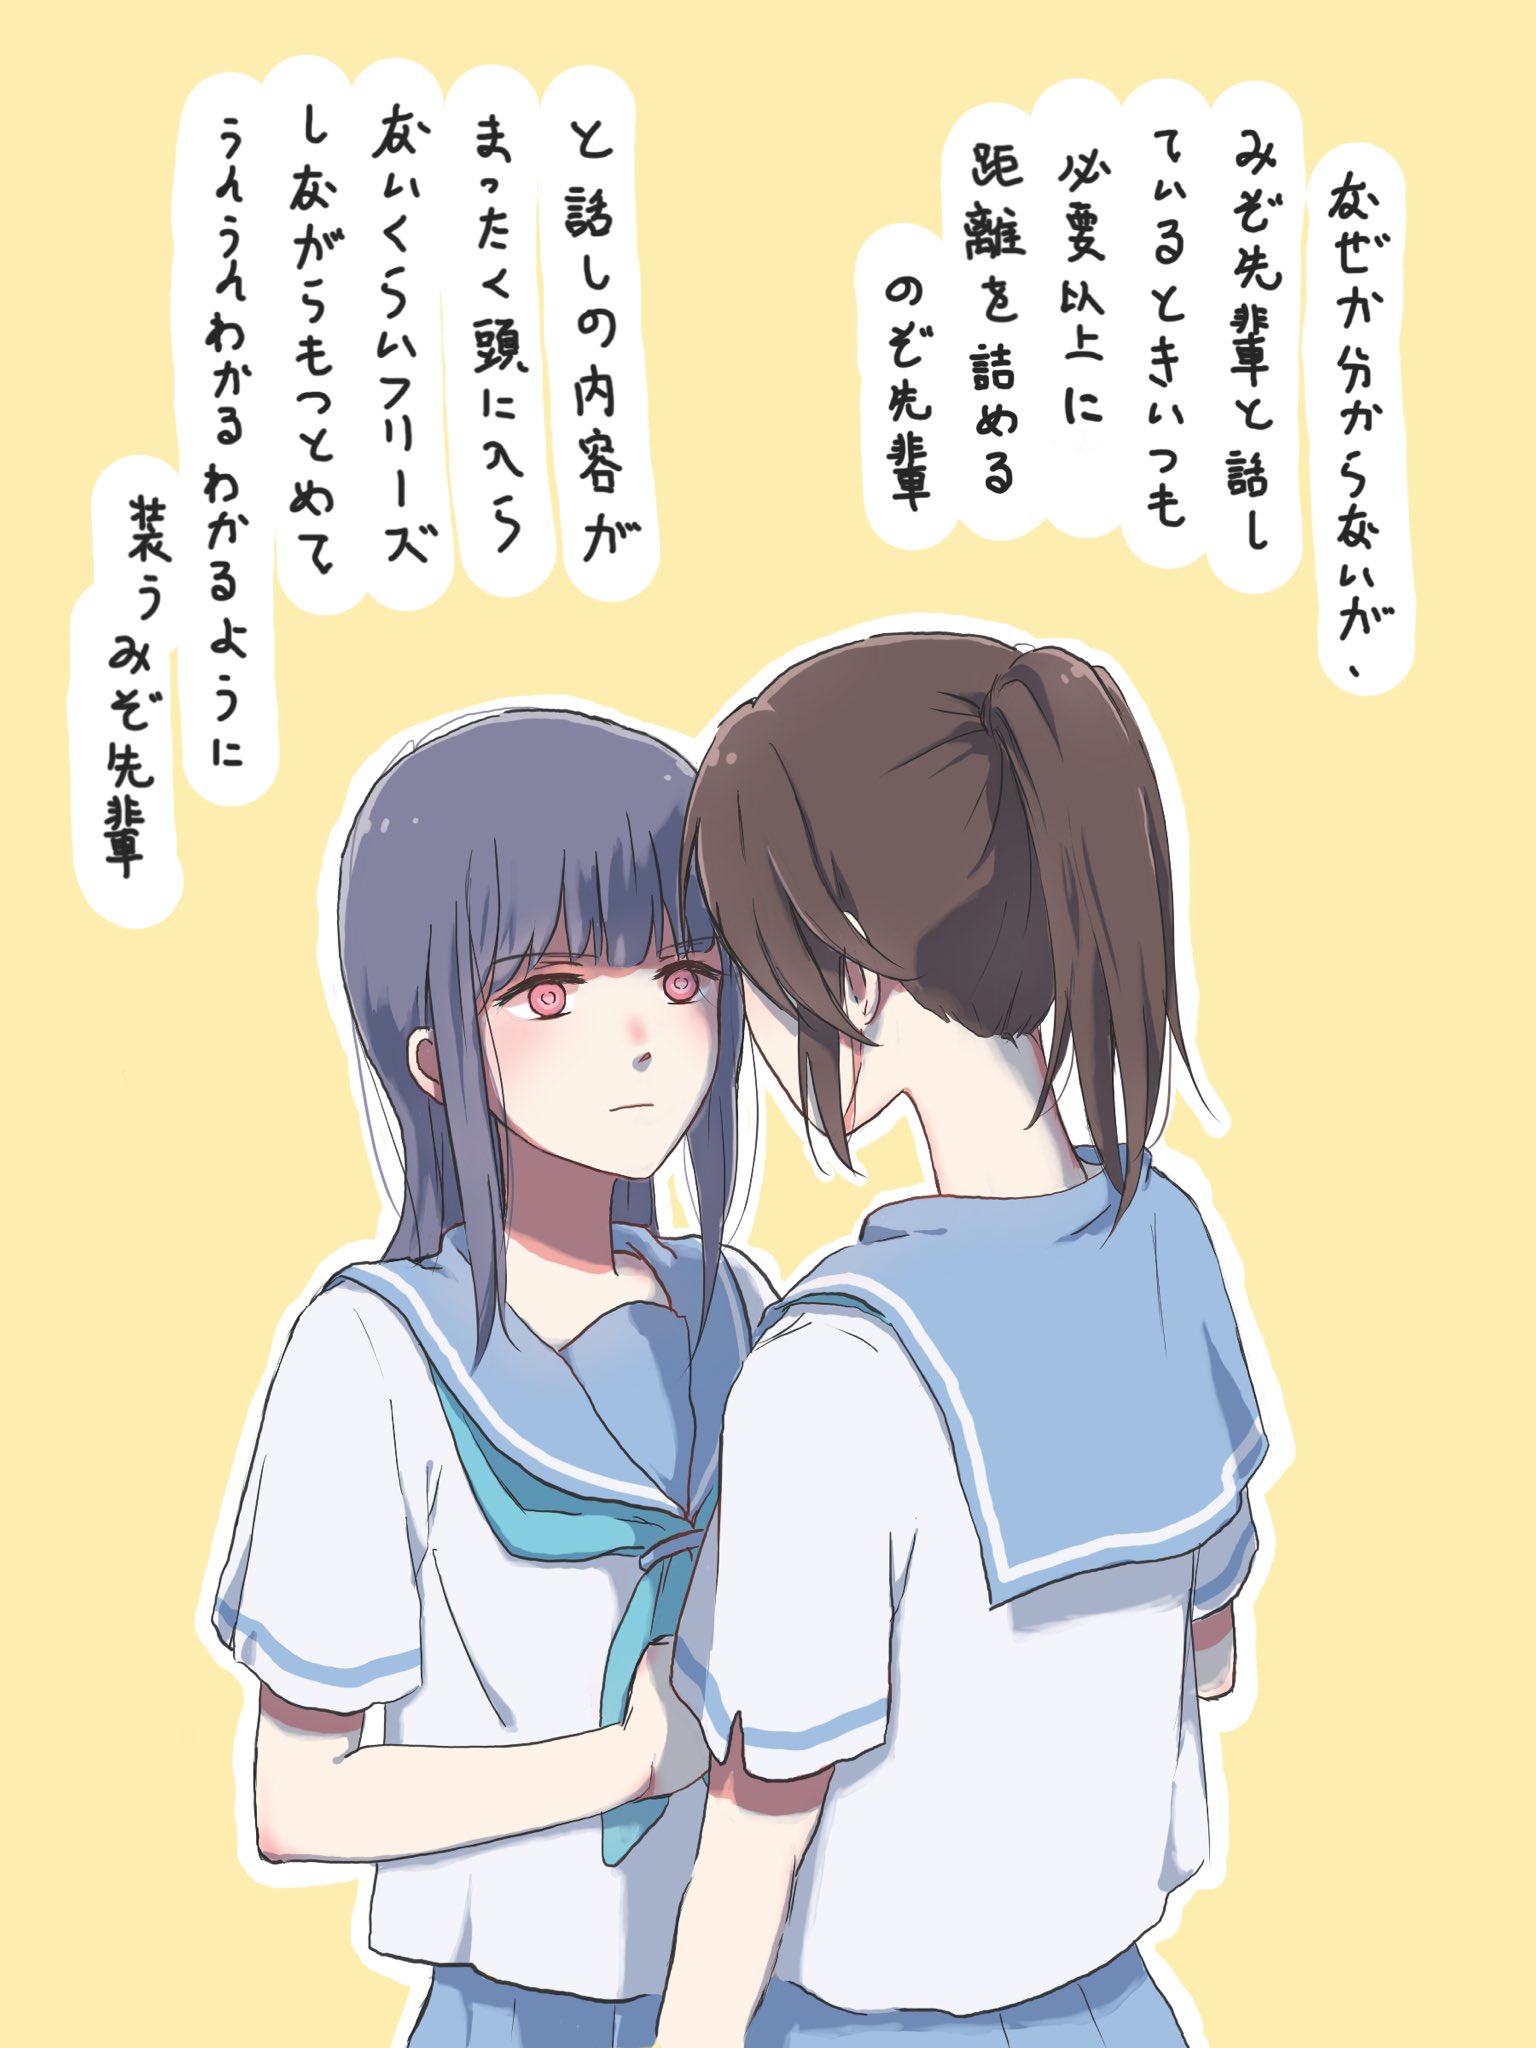 なぜか分からないが、
みぞ先輩と話し
ているときいつも
必要以上に
距離を詰める
のぞ先輩
と話しの内容が
まったく頭に入ら
ないくらいフリーズ
しながらもつとめて
うんうんわかるわかるように
装うみぞ先輩